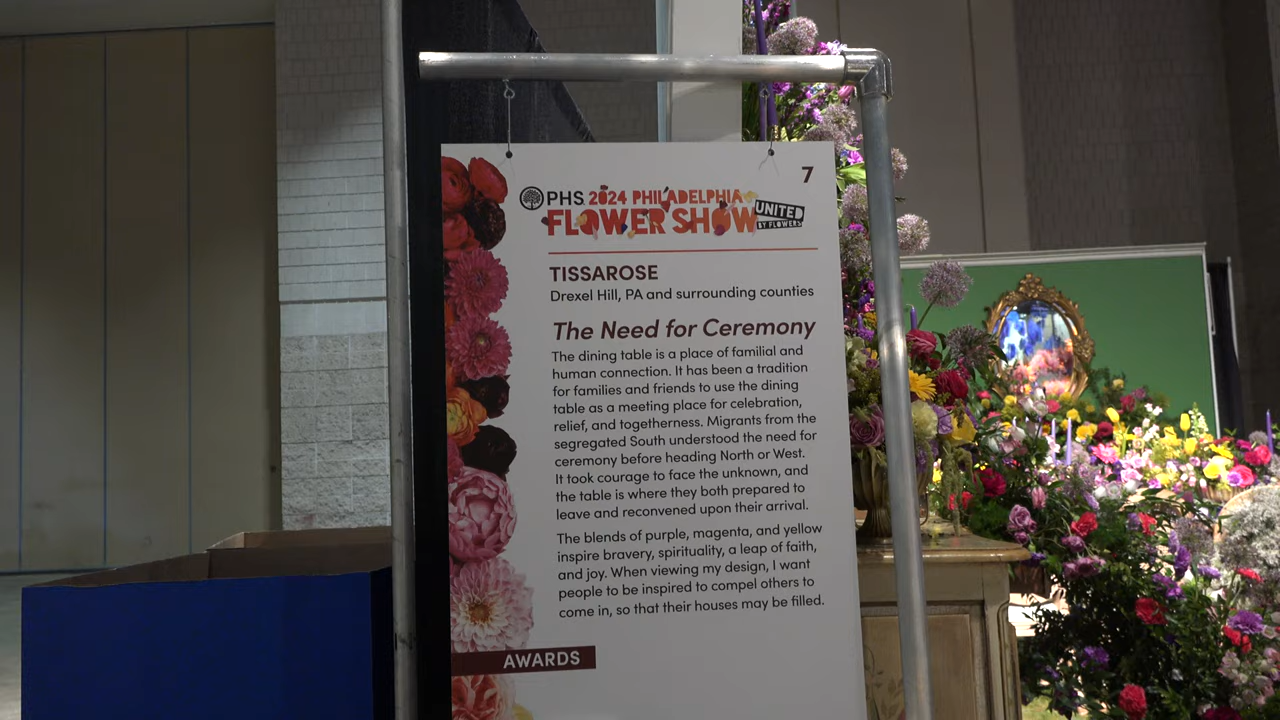 7
PHS 2024 PHILADELPHIA
FLOWER SHOW
UNITED
BY FLOWERS
TISSAROSE
Drexel Hill, PA and surrounding counties
The Need for Ceremony
The dining table is a place of familial and
human connection. It has been a tradition
for families and friends to use the dining
table as a meeting place for celebration,
relief, and togetherness. Migrants from the
segregated South understood the need for
ceremony before heading North or West.
It took courage to face the unknown, and
the table is where they both prepared to
leave and reconvened upon their arrival.
The blends of purple, magenta, and yellow
inspire bravery, spirituality, a leap of faith,
and joy. When viewing my design, I want
people to be inspired to compel others to
come in, so that their houses may be filled.
AWARDS